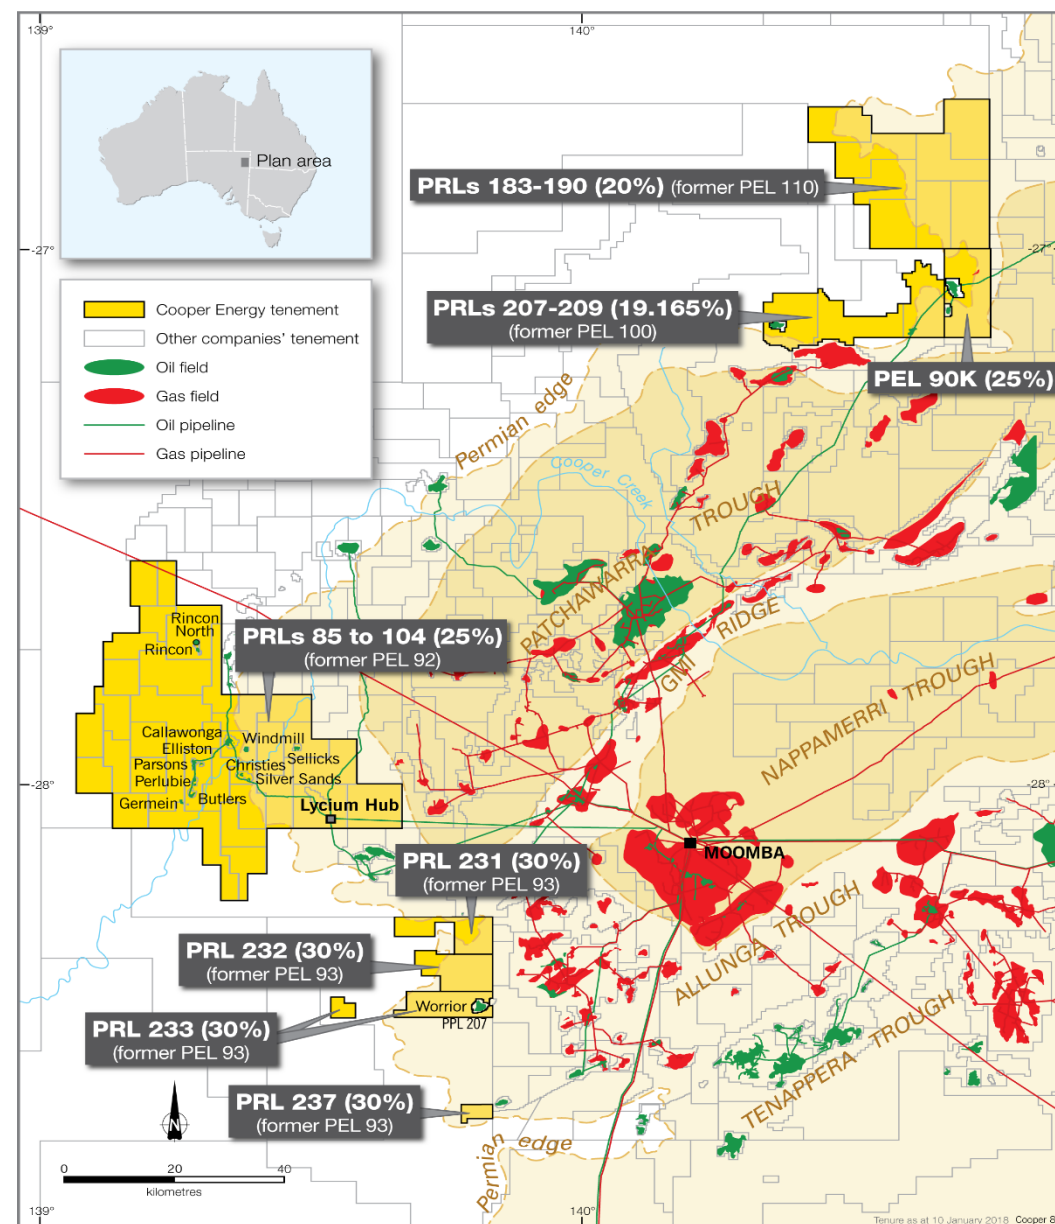 139°
140°
Plan area
PRLs 183-190 (20%) (former PEL 110)
-27°
-27°
Cooper Energy tenement
Other companies' tenement
Oil field
Gas field
Oil pipeline
Gas pipeline
PRLs 207-209 (19.165%)
(former PEL 100)
PEL 90K (25%)
Permian edge
Cooper Creek
PATCHAWARRA TROUGH
GMI RIDGE
NAPPAMERRI TROUGH
Rincon
North
Rincon
PRLs 85 to 104 (25%)
(former PEL 92)
Callawonga
Elliston
Windmill
Parsons
Christies
Sellicks
Perlubie
Silver Sands
Germein
Butlers
-28°
-28°
Lycium Hub
MOOMBA
PRL 231 (30%)
(former PEL 93)
ALLUNGA TROUGH
PRL 232 (30%)
(former PEL 93)
Worrior
PPL 207
PRL 233 (30%)
(former PEL 93)
TENAPPERA TROUGH
PRL 237 (30%)
(former PEL 93)
Permian edge
N
0 20 40
kilometres
139°
140°
Tenure as at 10 January 2018 Cooper 8